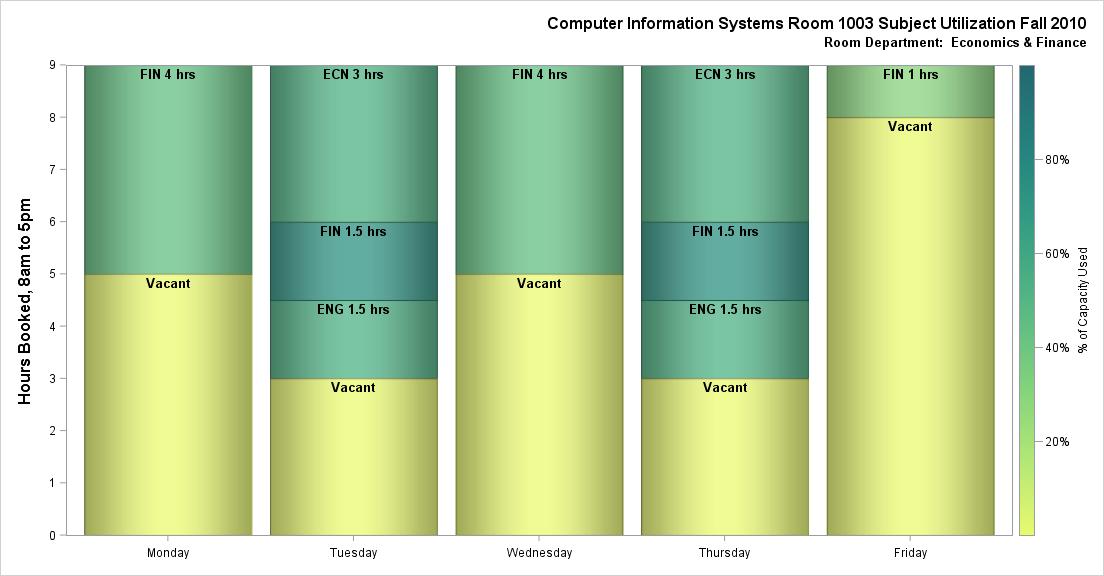 Computer Information Systems Room 1003 Subject Utilization Fall 2010
Room Department: Economics & Finance
Hours Booked, 8am to 5pm
9
8
7
6
5
4
3
2
1
0
FIN 4 hrs
Vacant
ECN 3 hrs
FIN 1.5 hrs
ENG 1.5 hrs
Vacant
FIN 4 hrs
Vacant
ECN 3 hrs
FIN 1.5 hrs
ENG 1.5 hrs
Vacant
FIN 1 hrs
Vacant
Monday
Tuesday
Wednesday
Thursday
Friday
80%
60%
40%
20%
% of Capacity Used